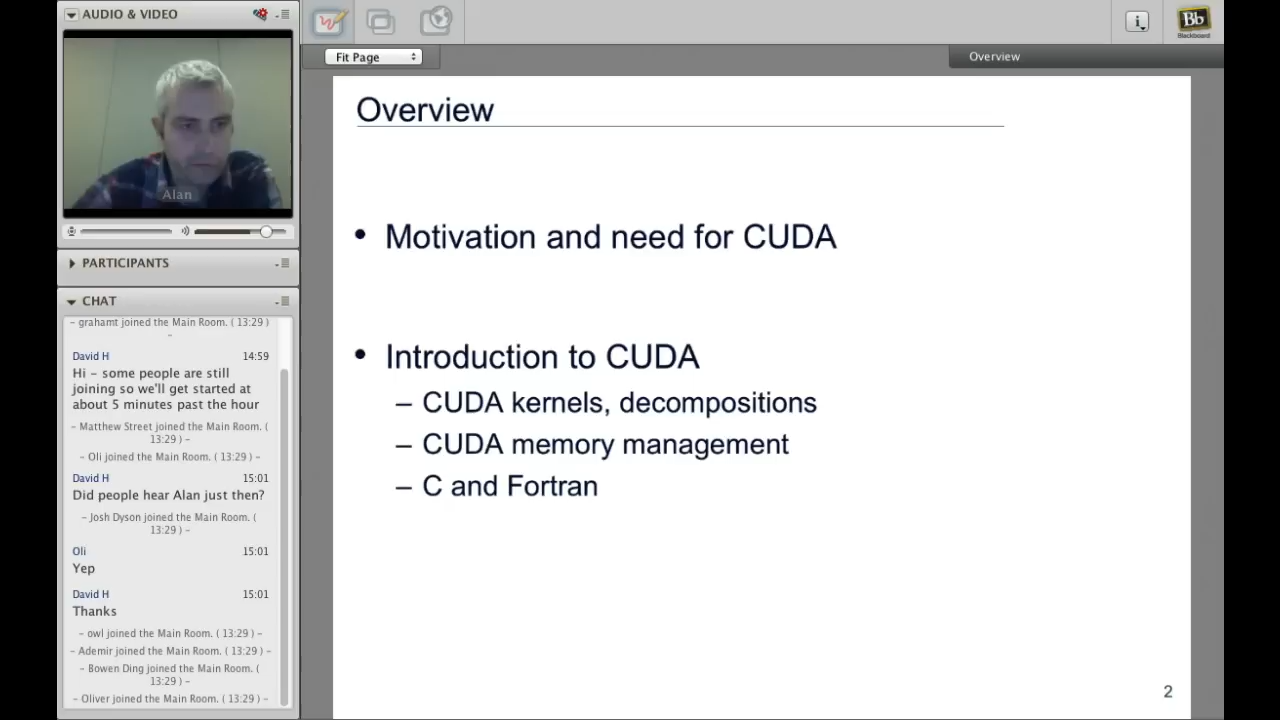 AUDIO & VIDEO
Alan
PARTICIPANTS
CHAT
– grahamt joined the Main Room. ( 13:29 )
–
David H 14:59
Hi – some people are still
joining so we'll get started at
about 5 minutes past the hour
– Matthew Street joined the Main Room. (
13:29 ) –
– Oli joined the Main Room. ( 13:29 ) –
David H 15:01
Did people hear Alan just then?
– Josh Dyson joined the Main Room. (
13:29 ) –
Oli 15:01
Yep
David H 15:01
Thanks
– owl joined the Main Room. ( 13:29 ) –
– Ademir joined the Main Room. ( 13:29 ) –
– Bowen Ding joined the Main Room. (
13:29 ) –
– Oliver joined the Main Room. ( 13:29 ) –
i
Bb
Blackboard
Fit Page
Overview
Overview
• Motivation and need for CUDA
• Introduction to CUDA
– CUDA kernels, decompositions
– CUDA memory management
– C and Fortran
2